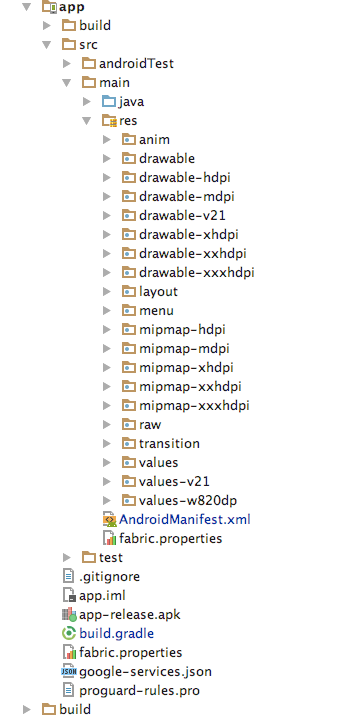 app
build
src
androidTest
main
java
res
anim
drawable
drawable-hdpi
drawable-mdpi
drawable-v21
drawable-xhdpi
drawable-xxhdpi
drawable-xxxhdpi
layout
menu
mipmap-hdpi
mipmap-mdpi
mipmap-xhdpi
mipmap-xxhdpi
mipmap-xxxhdpi
raw
transition
values
values-v21
values-w820dp
AndroidManifest.xml
fabric.properties
test
.gitignore
app.iml
app-release.apk
build.gradle
fabric.properties
google-services.json
proguard-rules.pro
build